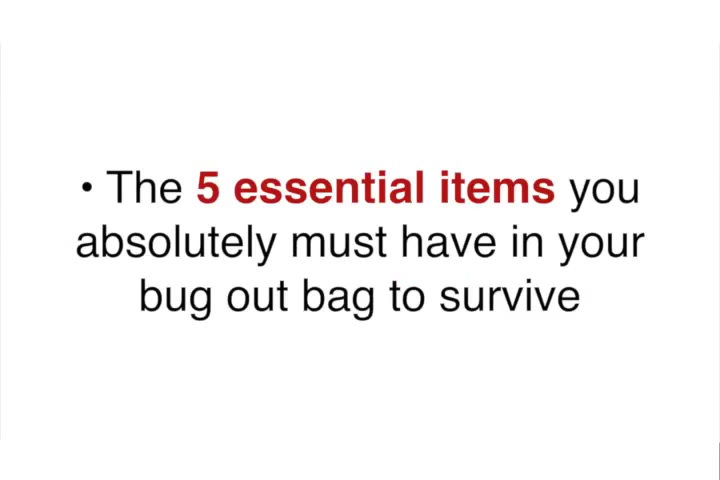 • The 5 essential items you
absolutely must have in your
bug out bag to survive